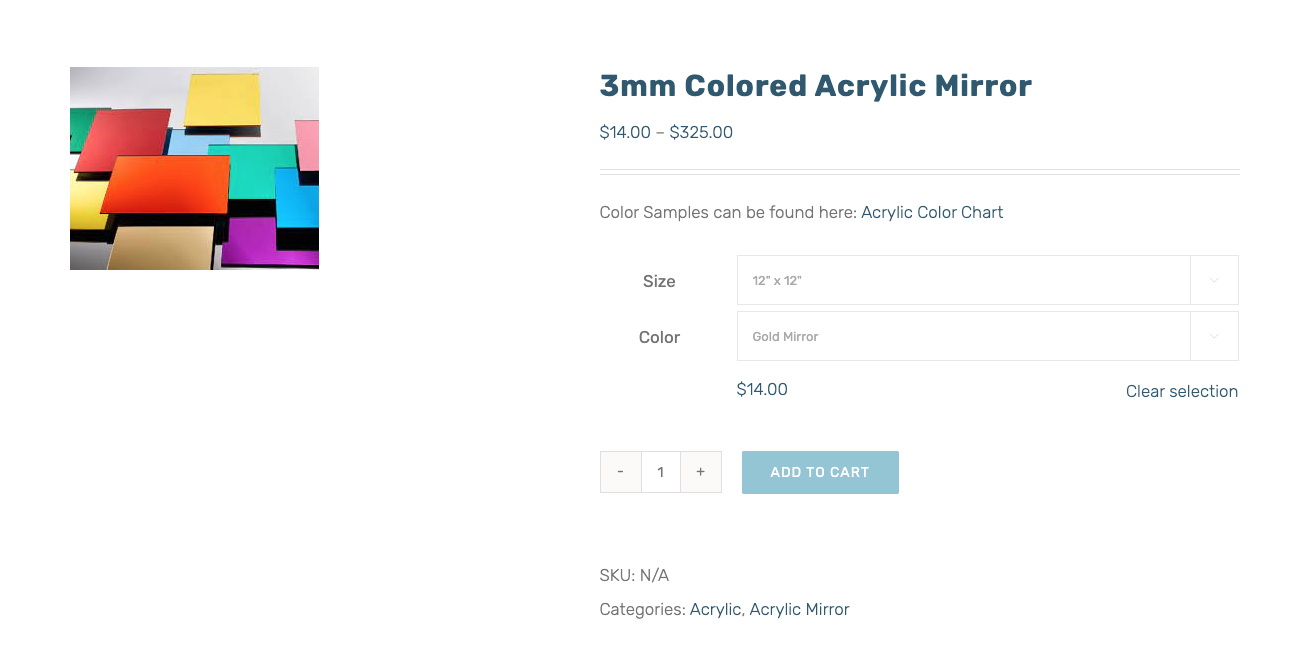 3mm Colored Acrylic Mirror
$14.00 – $325.00
Color Samples can be found here: Acrylic Color Chart
Size
12" x 12"
Color
Gold Mirror
$14.00
Clear selection
- 1 +
ADD TO CART
SKU: N/A
Categories: Acrylic, Acrylic Mirror